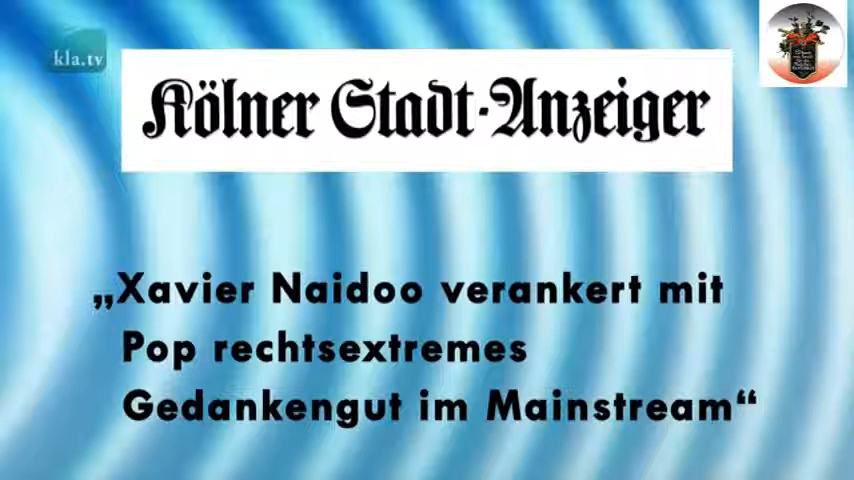 kla.tv
Kölner Stadt-Anzeiger
„Xavier Naidoo verankert mit
Pop rechtsextremes
Gedankengut im Mainstream“